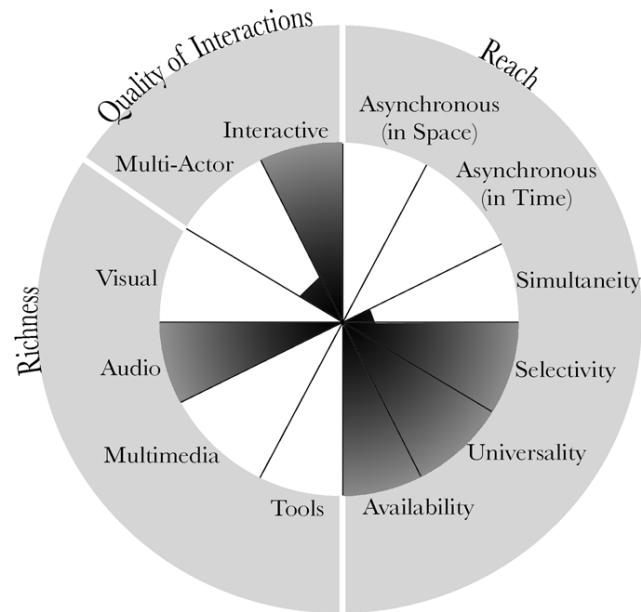 Quality of Interactions
Reach
Interactive
Multi-Actor
Asynchronous
(in Space)
Asynchronous
(in Time)
Simultaneity
Selectivity
Universality
Availability
Richness
Visual
Audio
Multimedia
Tools